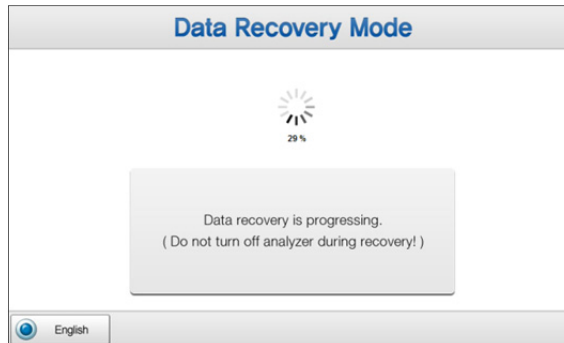 Data Recovery Mode
29 %
Data recovery is progressing.
( Do not turn off analyzer during recovery! )
English